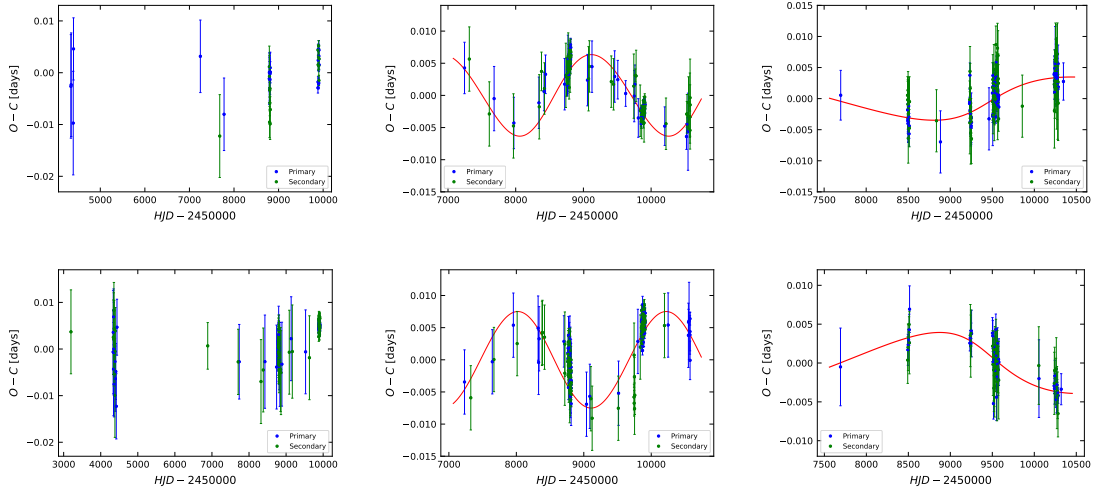 0.01
0.00
−0.01
−0.02
O − C [days]
5000 6000 7000 8000 9000 10000
HJD − 2450000
Primary
Secondary
0.015
0.010
0.005
0.000
−0.005
−0.010
−0.015
O − C [days]
7000 8000 9000 10000
HJD − 2450000
Primary
Secondary
0.015
0.010
0.005
0.000
−0.005
−0.010
−0.015
O − C [days]
7500 8000 8500 9000 9500 10000 10500
HJD − 2450000
Primary
Secondary
0.01
0.00
−0.01
−0.02
O − C [days]
3000 4000 5000 6000 7000 8000 9000 10000
HJD − 2450000
Primary
Secondary
0.010
0.005
0.000
−0.005
−0.010
−0.015
O − C [days]
7000 8000 9000 10000
HJD − 2450000
Primary
Secondary
0.010
0.005
0.000
−0.005
−0.010
O − C [days]
7500 8000 8500 9000 9500 10000 10500
HJD − 2450000
Primary
Secondary